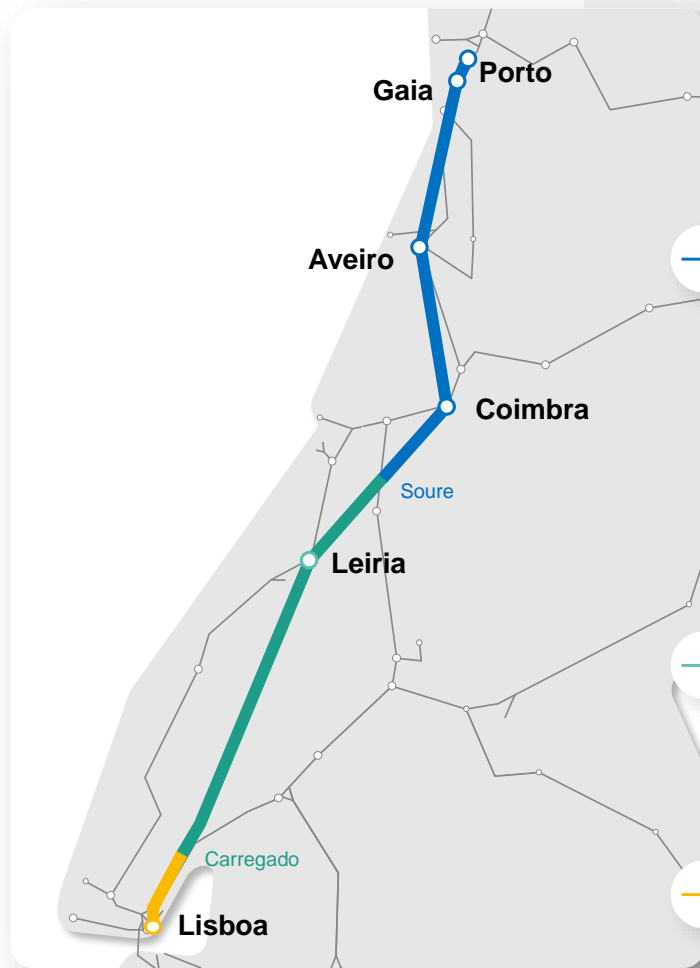 Porto
Gaia
Aveiro
Coimbra
Soure
Leiria
Carregado
Lisboa